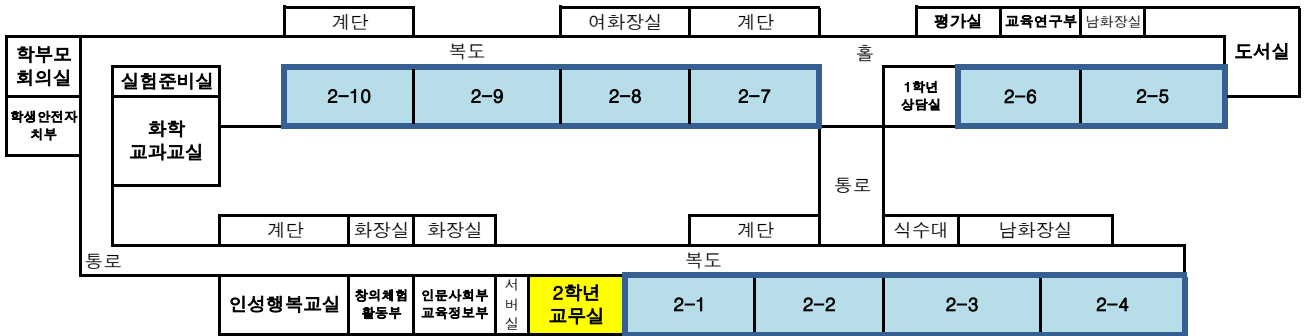 계단
여화장실
계단
평가실
교육연구부
남화장실
학부모
회의실
복도
홀
도서실
실험준비실
2-10
2-9
2-8
2-7
1학년
상담실
2-6
2-5
학생안전자
치부
화학
교과교실
통로
계단
화장실
화장실
계단
식수대
남화장실
통로
복도
인성행복교실
창의체험
활동부
인문사회부
교육정보부
서
버
실
2학년
교무실
2-1
2-2
2-3
2-4